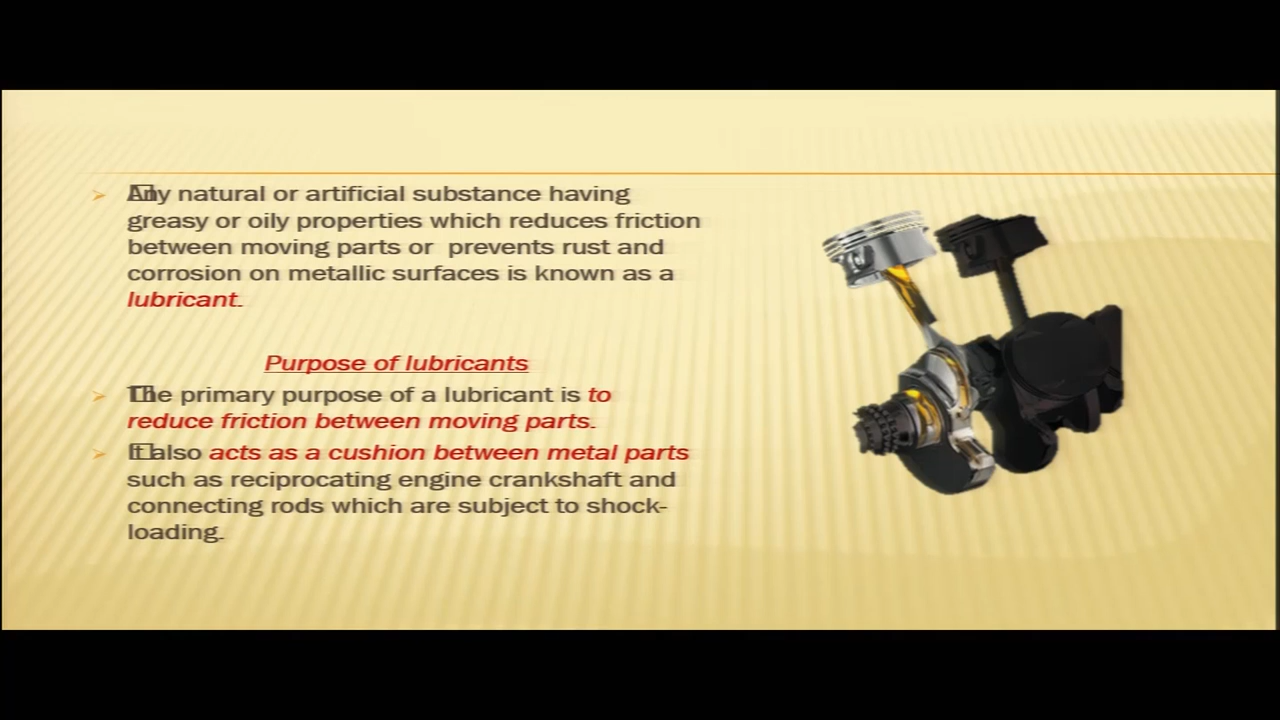 Any natural or artificial substance having
greasy or oily properties which reduces friction
between moving parts or prevents rust and
corrosion on metallic surfaces is known as a
lubricant.
Purpose of lubricants
The primary purpose of a lubricant is to
reduce friction between moving parts.
It also acts as a cushion between metal parts
such as reciprocating engine crankshaft and
connecting rods which are subject to shock-
loading.